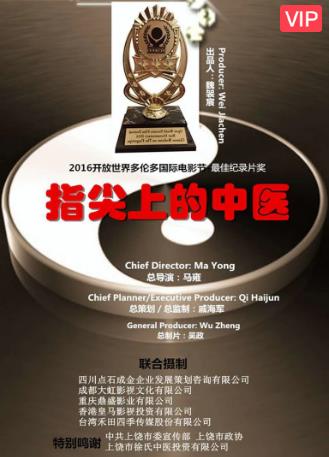 VIP
Producer: Wei Jiachen
出品人：魏嘉宸
2016开放世界多伦多国际电影节 最佳纪录片奖
指尖上的中医
Chief Director: Ma Yong
总导演：马雍
Chief Planner/Executive Producer: Qi Haijun
总策划 / 总监制：戚海军
General Producer: Wu Zheng
总制片：吴政
联合摄制
四川点石成金企业发展策划咨询有限公司
成都大虹影视文化有限公司
重庆鼎盛影业有限公司
香港皇马影视投资有限公司
台湾禾田四季传媒股份有限公司
特别鸣谢 中共上饶市委宣传部 上饶市政协
上饶市徐氏中医投资有限公司